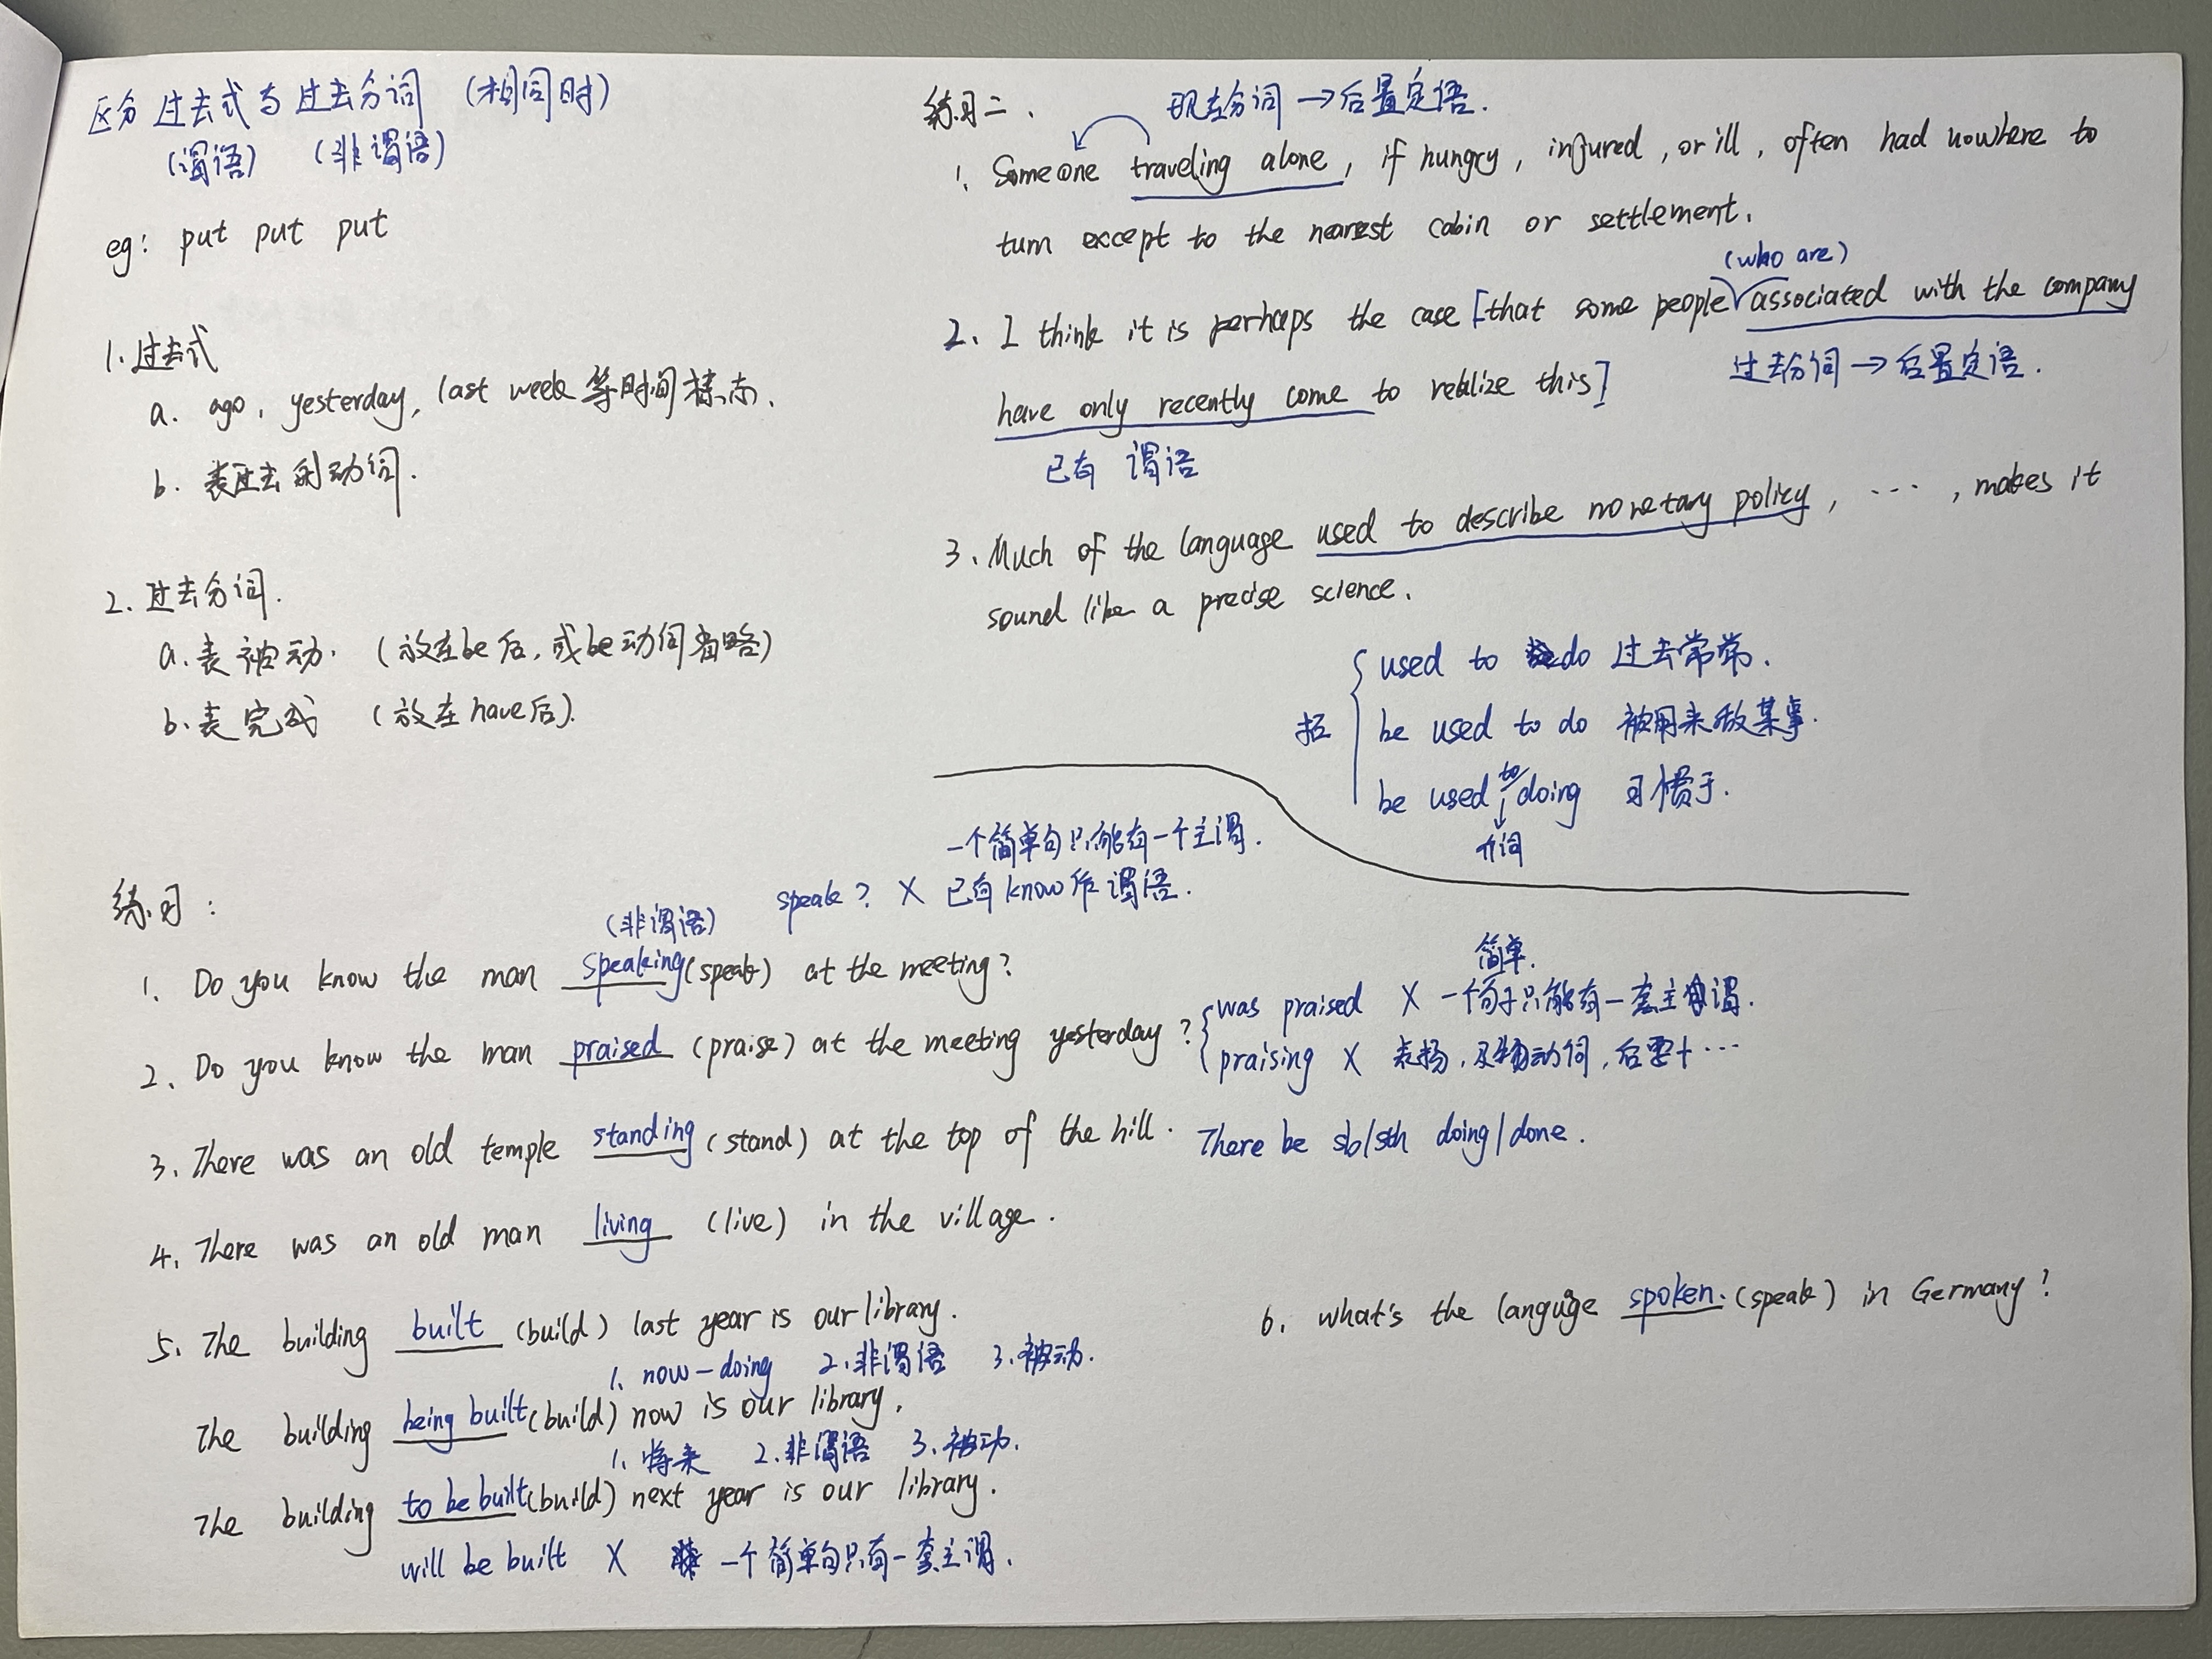 区分 过去式与过去分词 (相同时)
(谓语) (非谓语)
eg: put put put
1. 过去式
a. ago, yesterday, last week 等时间标志.
b. 表过去的动词.
2. 过去分词.
a. 表被动. (放在be后, 或be动词省略)
b. 表完成 (放在have后).
练习:
一个简单句只能有一个主谓.
(非谓语) speak? X 已有know作谓语.
1. Do you know the man speaking (speak) at the meeting?
2. Do you know the man praised (praise) at the meeting yesterday?
简单.
was praised X 一个句子只能有一套主谓.
praising X 表扬, 及物动词, 后要+ ...
3. There was an old temple standing (stand) at the top of the hill. There be sb/sth doing/done.
4. There was an old man living (live) in the village.
5. The building built (build) last year is our library.
1. now-doing 2. 非谓语 3. 被动.
The building being built (build) now is our library.
1. 将来 2. 非谓语 3. 被动.
The building to be built (build) next year is our library.
will be built X 一个简单句只有一套主谓.
6. what's the languge spoken. (speak) in Germany?
练习二. 现在分词 → 后置定语.
1. Someone traveling alone, if hungry, injured, or ill, often had nowhere to
turn except to the nearest cabin or settlement.
(who are)
2. I think it is perhaps the case [that some people associated with the company
过去分词 → 后置定语.
have only recently come to realize this]
已有 谓语
3. Much of the language used to describe monetary policy, ..., makes it
sound like a precise science.
used to do 过去常常.
拓 be used to do 被用来做某事.
be used to doing 习惯于.
介词